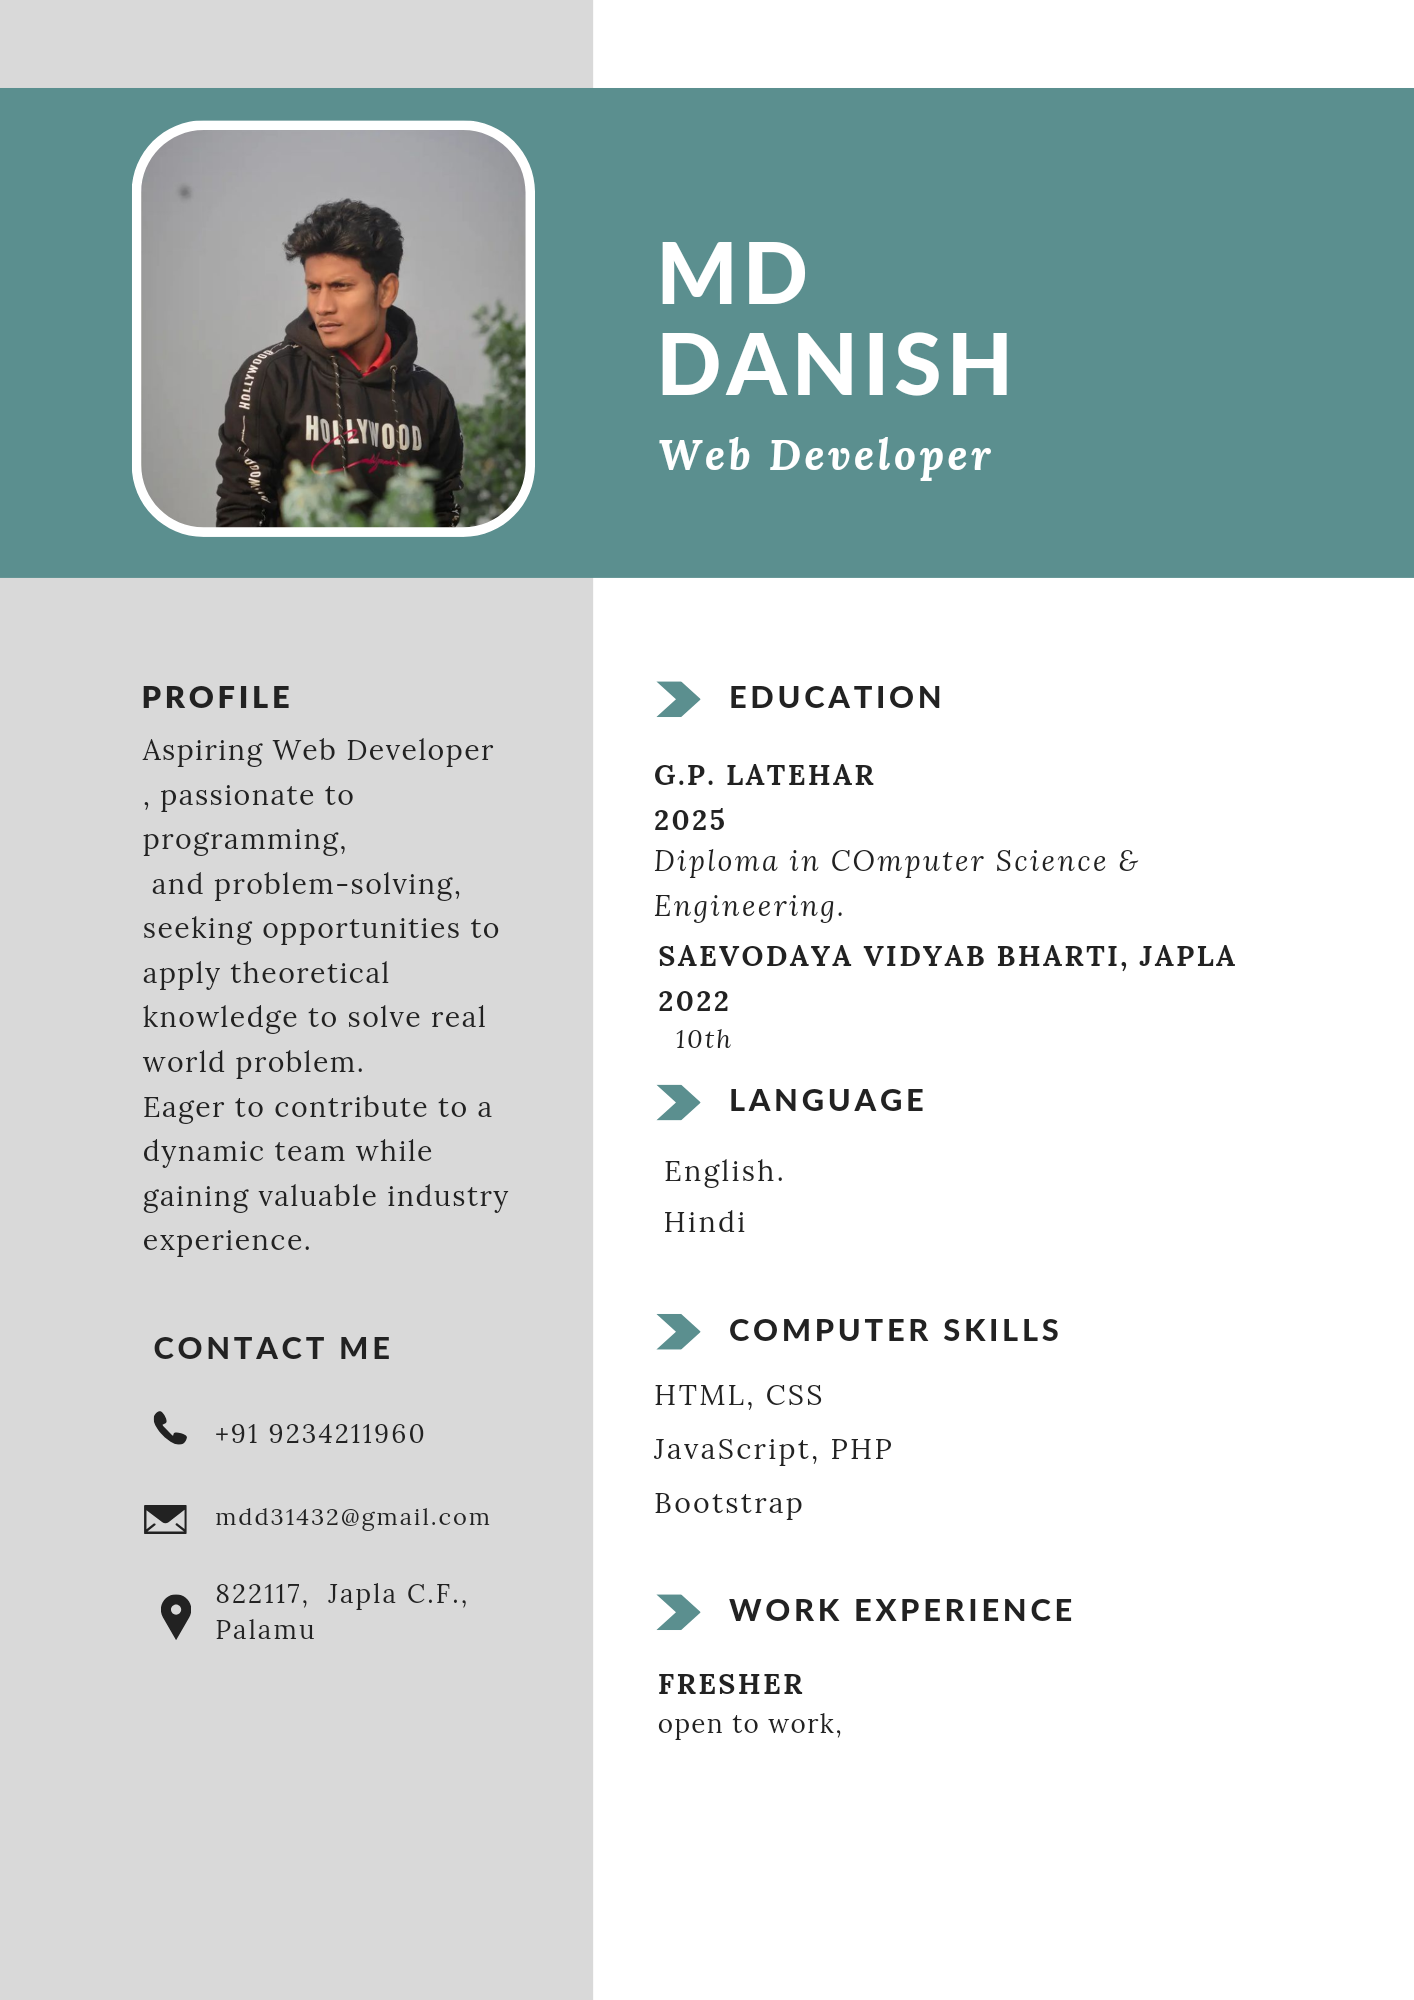 HOLLYWOOD
HOLLYWOOD
MD
DANISH
Web Developer
PROFILE
Aspiring Web Developer
, passionate to
programming,
and problem-solving,
seeking opportunities to
apply theoretical
knowledge to solve real
world problem.
Eager to contribute to a
dynamic team while
gaining valuable industry
experience.
CONTACT ME
+91 9234211960
mdd31432@gmail.com
822117, Japla C.F.,
Palamu
EDUCATION
G.P. LATEHAR
2025
Diploma in COmputer Science &
Engineering.
SAEVODAYA VIDYAB BHARTI, JAPLA
2022
10th
LANGUAGE
English.
Hindi
COMPUTER SKILLS
HTML, CSS
JavaScript, PHP
Bootstrap
WORK EXPERIENCE
FRESHER
open to work,